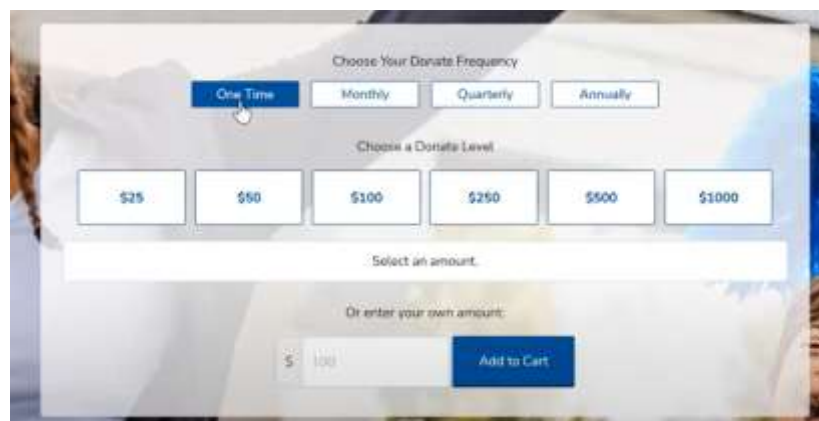 Choose Your Donate Frequency
One Time Monthly Quarterly Annually
Choose a Donate Level
$25 $50 $100 $250 $500 $1000
Select an amount.
Or enter your own amount:
$ 100 Add to Cart